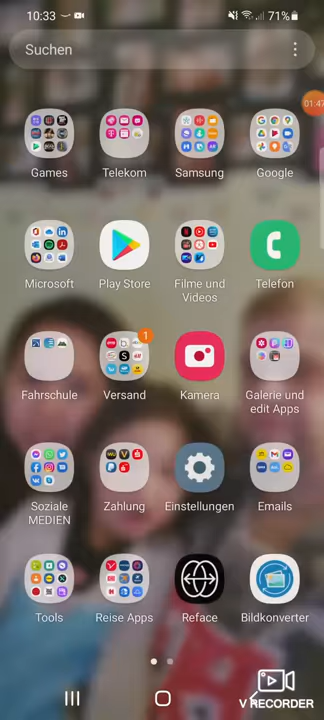 10:33
71%
Suchen
01:47
Games
Telekom
Samsung
Google
Microsoft
Play Store
Filme und
Videos
Telefon
1
Fahrschule
Versand
Kamera
Galerie und
edit Apps
Soziale
MEDIEN
Zahlung
Einstellungen
Emails
Tools
Reise Apps
Reface
Bildkonverter
V RECORDER